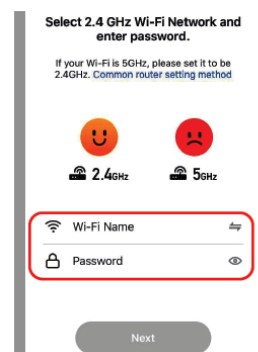 Select 2.4 GHz Wi-Fi Network and
enter password.
If your Wi-Fi is 5GHz, please set it to be
2.4GHz. Common router setting method
2.4GHz 5GHz
Wi-Fi Name
Password
Next